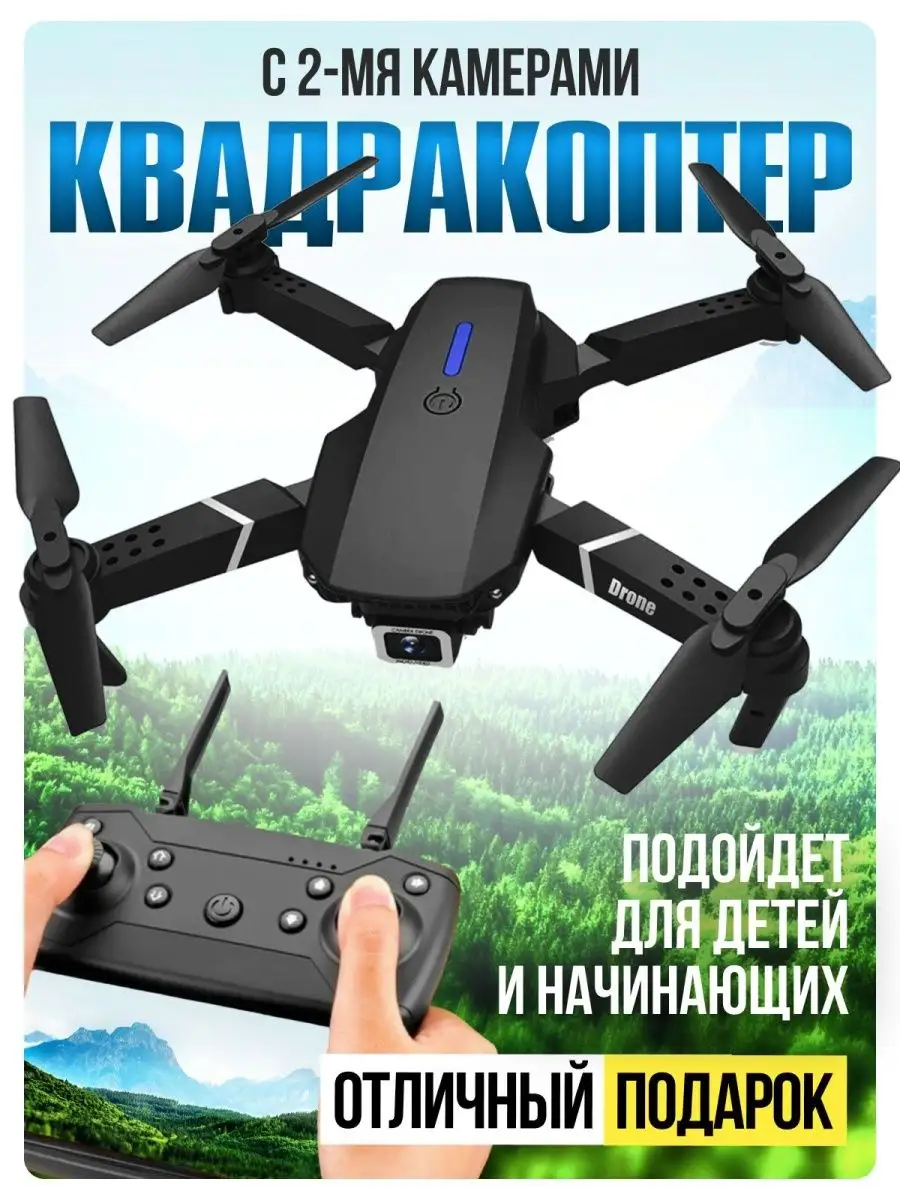 С 2-МЯ КАМЕРАМИ
КВАДРАКОПТЕР
Drone
ПОДОЙДЕТ
ДЛЯ ДЕТЕЙ
И НАЧИНАЮЩИХ
ОТЛИЧНЫЙ ПОДАРОК